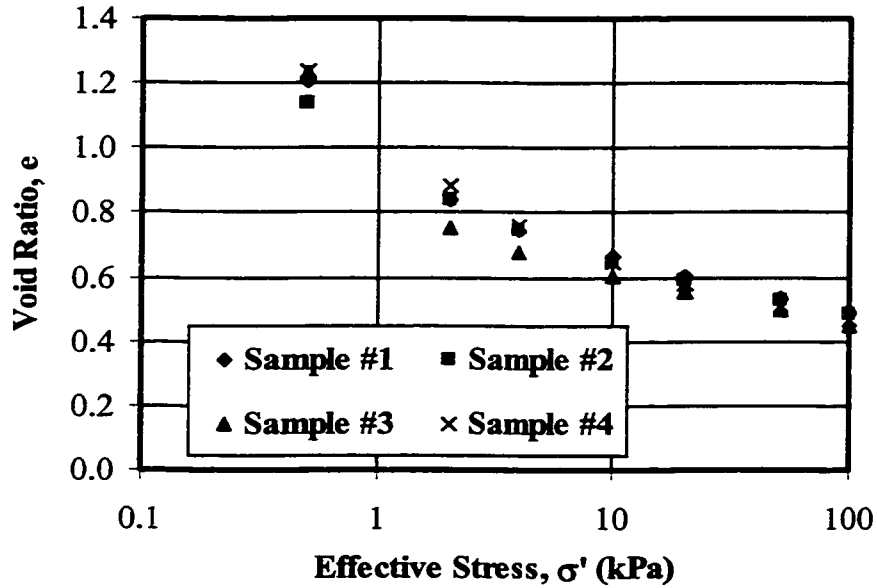 1.4
1.2
1.0
0.8
0.6
0.4
0.2
0.0
Void Ratio, e
Sample #1 Sample #2
Sample #3 Sample #4
0.1 1 10 100
Effective Stress, σ' (kPa)